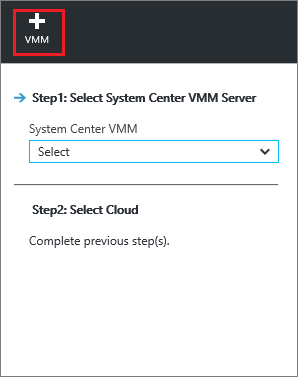 VMM
Step1: Select System Center VMM Server
System Center VMM
Select
Step2: Select Cloud
Complete previous step(s).